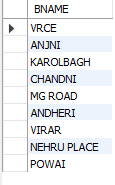 BNAME
VRCE
ANJNI
KAROLBAGH
CHANDNI
MG ROAD
ANDHERI
VIRAR
NEHRU PLACE
POWAI